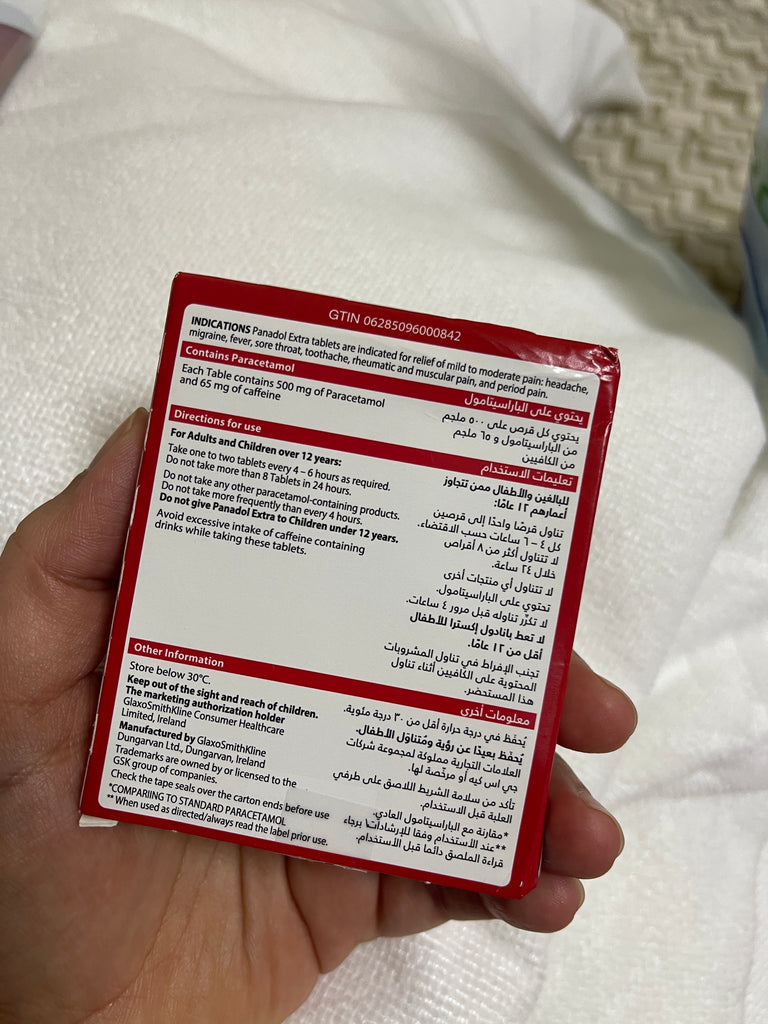 GTIN 06285096000842
INDICATIONS Panadol Extra tablets are indicated for relief of mild to moderate pain: headache,
migraine, fever, sore throat, toothache, rheumatic and muscular pain, and period pain.
Contains Paracetamol
Each Table contains 500 mg of Paracetamol
and 65 mg of caffeine
يحتوي على الباراسيتامول
يحتوي كل قرص على ٥٠٠ ملجم
من الباراسيتامول و ٦٥ ملجم
من الكافيين
Directions for use
For Adults and Children over 12 years:
Take one to two tablets every 4 – 6 hours as required.
Do not take more than 8 Tablets in 24 hours.
Do not take any other paracetamol-containing products.
Do not take more frequently than every 4 hours.
Do not give Panadol Extra to Children under 12 years.
Avoid excessive intake of caffeine containing
drinks while taking these tablets.
تعليمات الاستخدام
للبالغين والأطفال ممن تتجاوز
أعمارهم ١٢ عامًا:
تناول قرصًا واحدًا إلى قرصين
كل ٤ – ٦ ساعات حسب الاقتضاء.
لا تتناول أكثر من ٨ أقراص
خلال ٢٤ ساعة.
لا تتناول أي منتجات أخرى
تحتوي على الباراسيتامول.
لا تكرِّر تناوله قبل مرور ٤ ساعات.
لا تعط بانادول إكسترا للأطفال
أقل من ١٢ عامًا.
تجنب الإفراط في تناول المشروبات
المحتوية على الكافيين أثناء تناول
هذا المستحضر.
Other Information
Store below 30°C.
Keep out of the sight and reach of children.
The marketing authorization holder
GlaxoSmithKline Consumer Healthcare
Limited, Ireland
Manufactured by GlaxoSmithKline
Dungarvan Ltd., Dungarvan, Ireland
Trademarks are owned by or licensed to the
GSK group of companies.
Check the tape seals over the carton ends before use
*COMPARIING TO STANDARD PARACETAMOL
** When used as directed/always read the label prior use.
معلومات أخرى
يُحفَظ في درجة حرارة أقل من ٣٠ درجة مئوية.
يُحفَظ بعيدًا عن رؤية ومُتناوَل الأطفال.
العلامات التجارية مملوكة لمجموعة شركات
جي اس كيه أو مرخّصة لها.
تأكد من سلامة الشريط اللاصق على طرفي
العلبة قبل الاستخدام.
*مقارنة مع الباراسيتامول العادي.
**عند الأستخدام وفقا للإرشادات\ برجاء
قراءة الملصق دائما قبل الأستخدام.